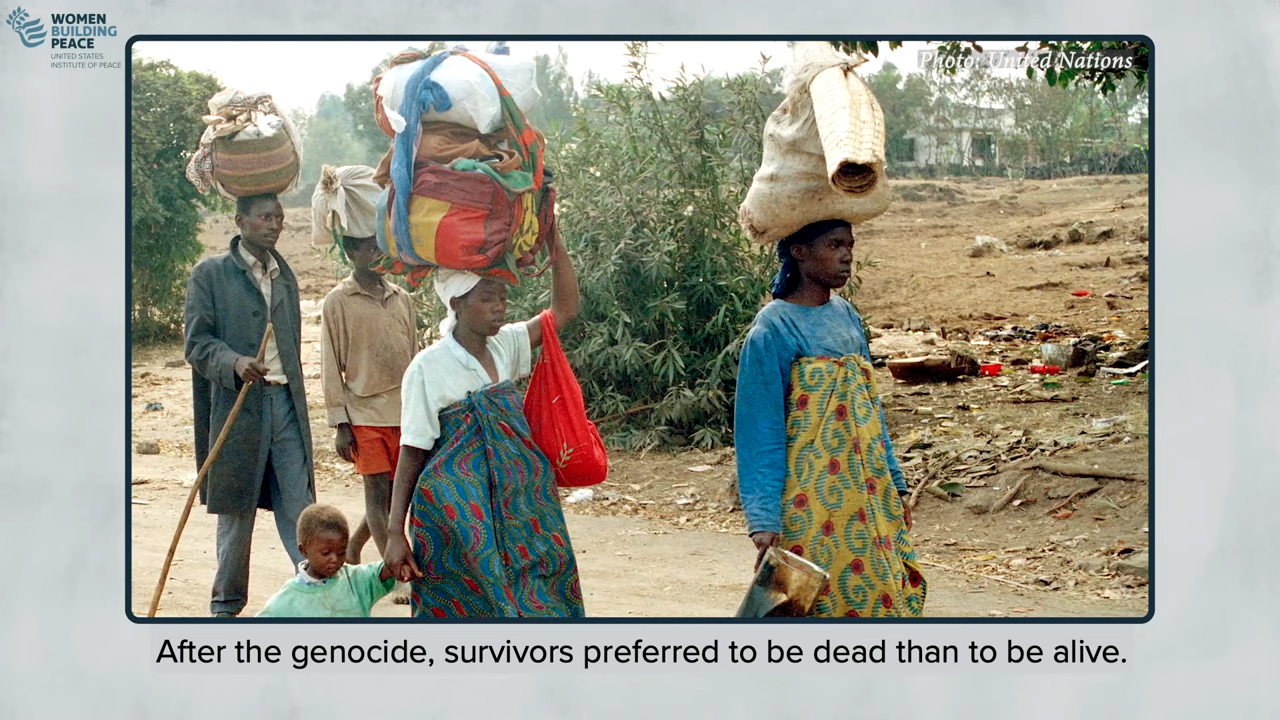 WOMEN
BUILDING
PEACE
UNITED STATES
INSTITUTE OF PEACE
Photo: United Nations
After the genocide, survivors preferred to be dead than to be alive.